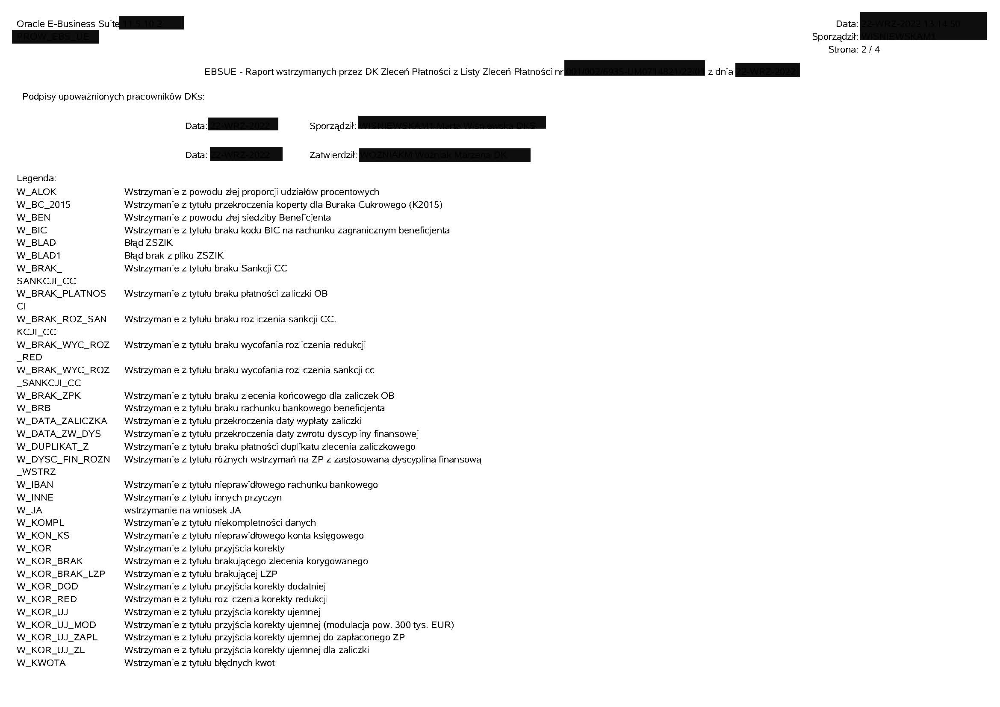 Oracle E-Business Suite
Data:
Sporządził:
Strona: 2 / 4
EBSUE - Raport wstrzymanych przez DK Zleceń Płatności z Listy Zleceń Płatności nr z dnia
Podpisy upoważnionych pracowników DKs:
Data: Sporządził:
Data: Zatwierdził:
Legenda:
W_ALOK Wstrzymanie z powodu złej proporcji udziałów procentowych
W_BC_2015 Wstrzymanie z tytułu przekroczenia koperty dla Buraka Cukrowego (K2015)
W_BEN Wstrzymanie z powodu złej siedziby Beneficjenta
W_BIC Wstrzymanie z tytułu braku kodu BIC na rachunku zagranicznym beneficjenta
W_BLAD Błąd ZSZIK
W_BLAD1 Błąd brak z pliku ZSZIK
W_BRAK_ Wstrzymanie z tytułu braku Sankcji CC
SANKCJI_CC
W_BRAK_PLATNOS Wstrzymanie z tytułu braku płatności zaliczki OB
CI
W_BRAK_ROZ_SAN Wstrzymanie z tytułu braku rozliczenia sankcji CC.
KCJI_CC
W_BRAK_WYC_ROZ Wstrzymanie z tytułu braku wycofania rozliczenia redukcji
_RED
W_BRAK_WYC_ROZ Wstrzymanie z tytułu braku wycofania rozliczenia sankcji cc
_SANKCJI_CC
W_BRAK_ZPK Wstrzymanie z tytułu braku zlecenia końcowego dla zaliczek OB
W_BRB Wstrzymanie z tytułu braku rachunku bankowego beneficjenta
W_DATA_ZALICZKA Wstrzymanie z tytułu przekroczenia daty wypłaty zaliczki
W_DATA_ZW_DYS Wstrzymanie z tytułu przekroczenia daty zwrotu dyscypliny finansowej
W_DUPLIKAT_Z Wstrzymanie z tytułu braku płatności duplikatu zlecenia zaliczkowego
W_DYSC_FIN_ROZN Wstrzymanie z tytułu różnych wstrzymań na ZP z zastosowaną dyscypliną finansową
_WSTRZ
W_IBAN Wstrzymanie z tytułu nieprawidłowego rachunku bankowego
W_INNE Wstrzymanie z tytułu innych przyczyn
W_JA wstrzymanie na wniosek JA
W_KOMPL Wstrzymanie z tytułu niekompletności danych
W_KON_KS Wstrzymanie z tytułu nieprawidłowego konta księgowego
W_KOR Wstrzymanie z tytułu przyjścia korekty
W_KOR_BRAK Wstrzymanie z tytułu brakującego zlecenia korygowanego
W_KOR_BRAK_LZP Wstrzymanie z tytułu brakującej LZP
W_KOR_DOD Wstrzymanie z tytułu przyjścia korekty dodatniej
W_KOR_RED Wstrzymanie z tytułu rozliczenia korekty redukcji
W_KOR_UJ Wstrzymanie z tytułu przyjścia korekty ujemnej
W_KOR_UJ_MOD Wstrzymanie z tytułu przyjścia korekty ujemnej (modulacja pow. 300 tys. EUR)
W_KOR_UJ_ZAPL Wstrzymanie z tytułu przyjścia korekty ujemnej do zapłaconego ZP
W_KOR_UJ_ZL Wstrzymanie z tytułu przyjścia korekty ujemnej dla zaliczki
W_KWOTA Wstrzymanie z tytułu błędnych kwot